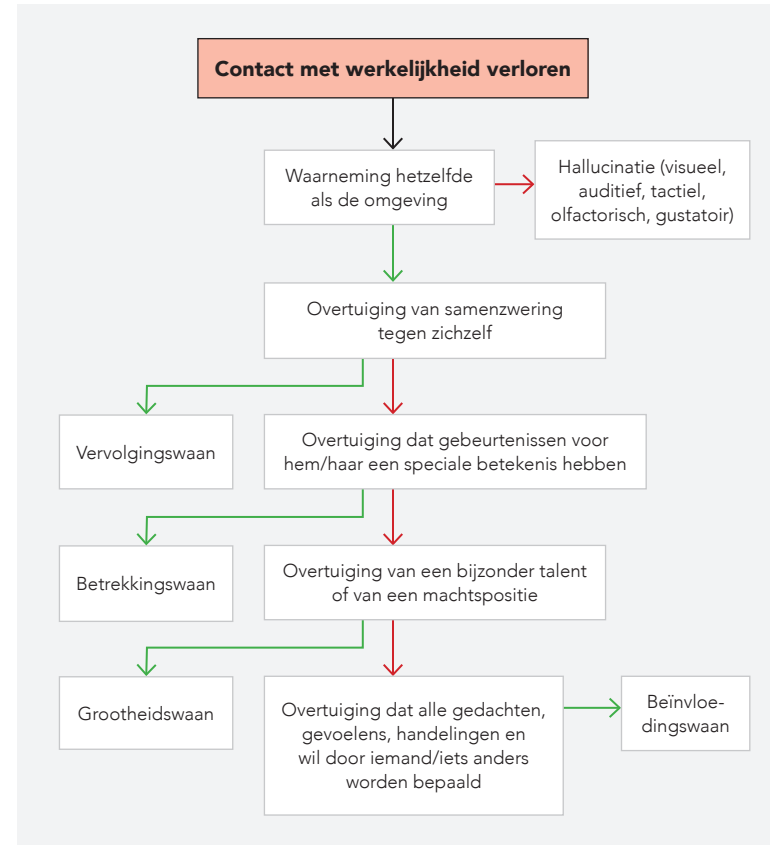 Contact met werkelijkheid verloren
Waarneming hetzelfde
als de omgeving
Hallucinatie (visueel,
auditief, tactiel,
olfactorisch, gustatoir)
Overtuiging van samenzwering
tegen zichzelf
Vervolgingswaan
Overtuiging dat gebeurtenissen voor
hem/haar een speciale betekenis hebben
Betrekkingswaan
Overtuiging van een bijzonder talent
of van een machtspositie
Grootheidswaan
Overtuiging dat alle gedachten,
gevoelens, handelingen en
wil door iemand/iets anders
worden bepaald
Beïnvloe-
dingswaan